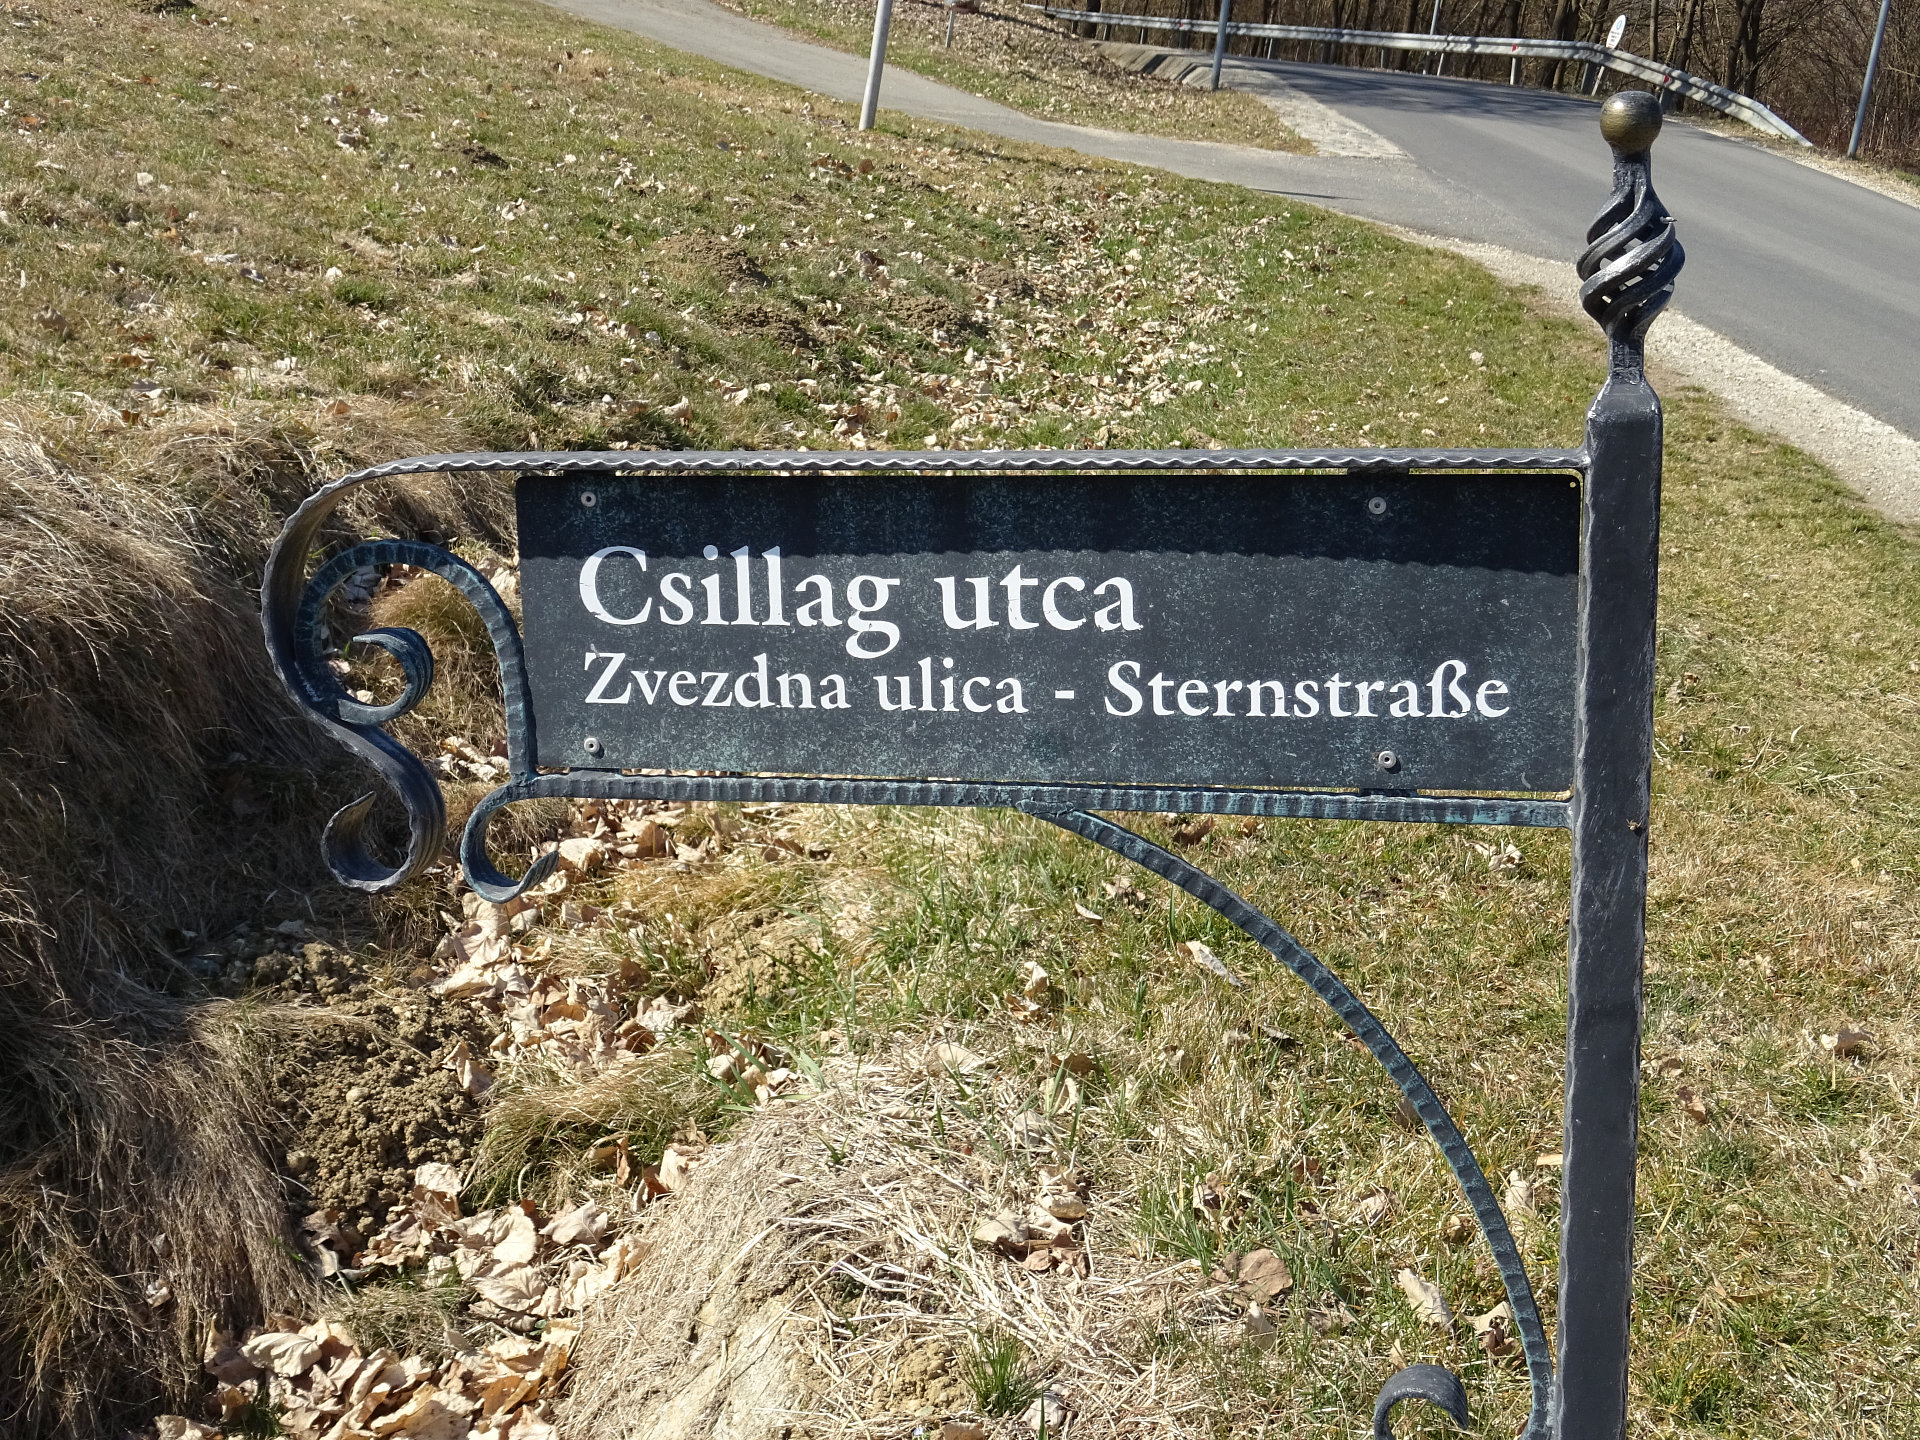 Csillag utca
Zvezdna ulica - Sternstraße